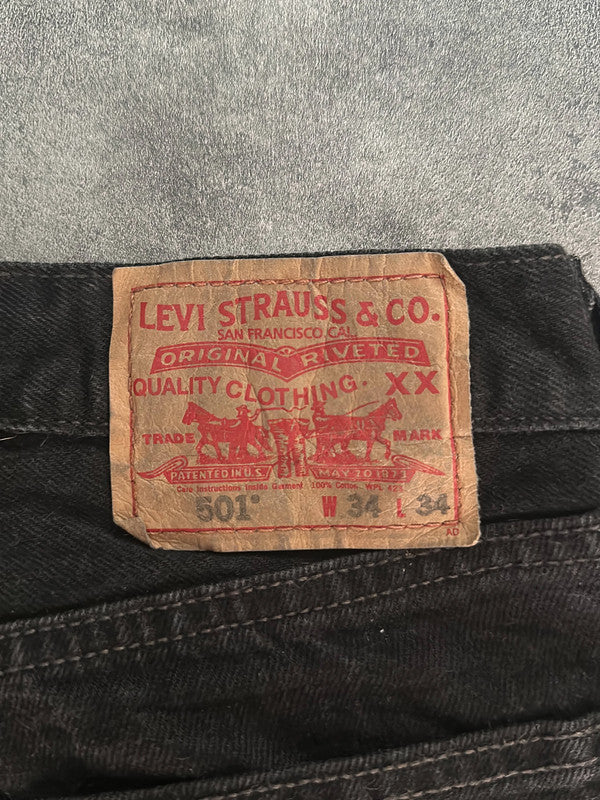 LEVI STRAUSS & CO.
SAN FRANCISCO, CAL.
ORIGINAL RIVETED
QUALITY CLOTHING. XX
TRADE MARK
PATENTED IN U.S. MAY 20 1873
Care Instructions Inside Garment 100% Cotton. WPL 423
501® W 34 L 34
AD